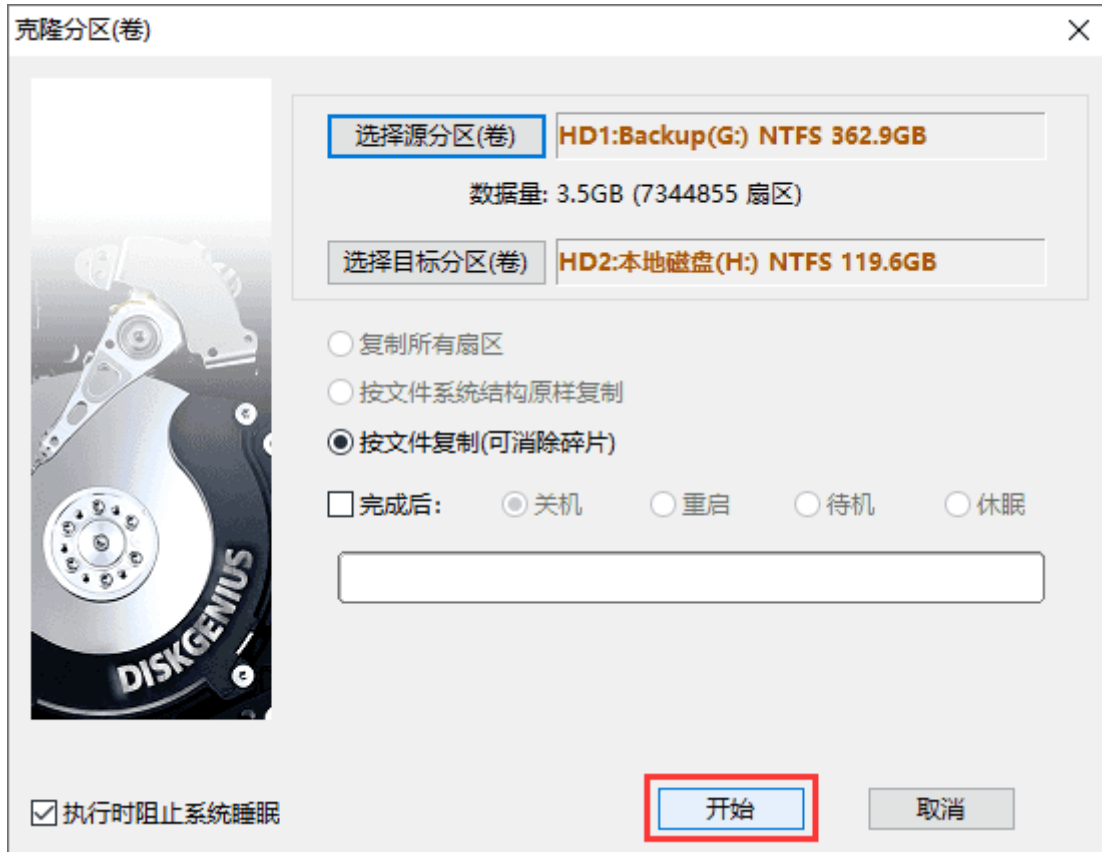 克隆分区(卷)
选择源分区(卷) HD1:Backup(G:) NTFS 362.9GB
数据量: 3.5GB (7344855 扇区)
选择目标分区(卷) HD2:本地磁盘(H:) NTFS 119.6GB
复制所有扇区
按文件系统结构原样复制
按文件复制(可消除碎片)
完成后: 关机 重启 待机 休眠
DISKGENIUS
执行时阻止系统睡眠 开始 取消